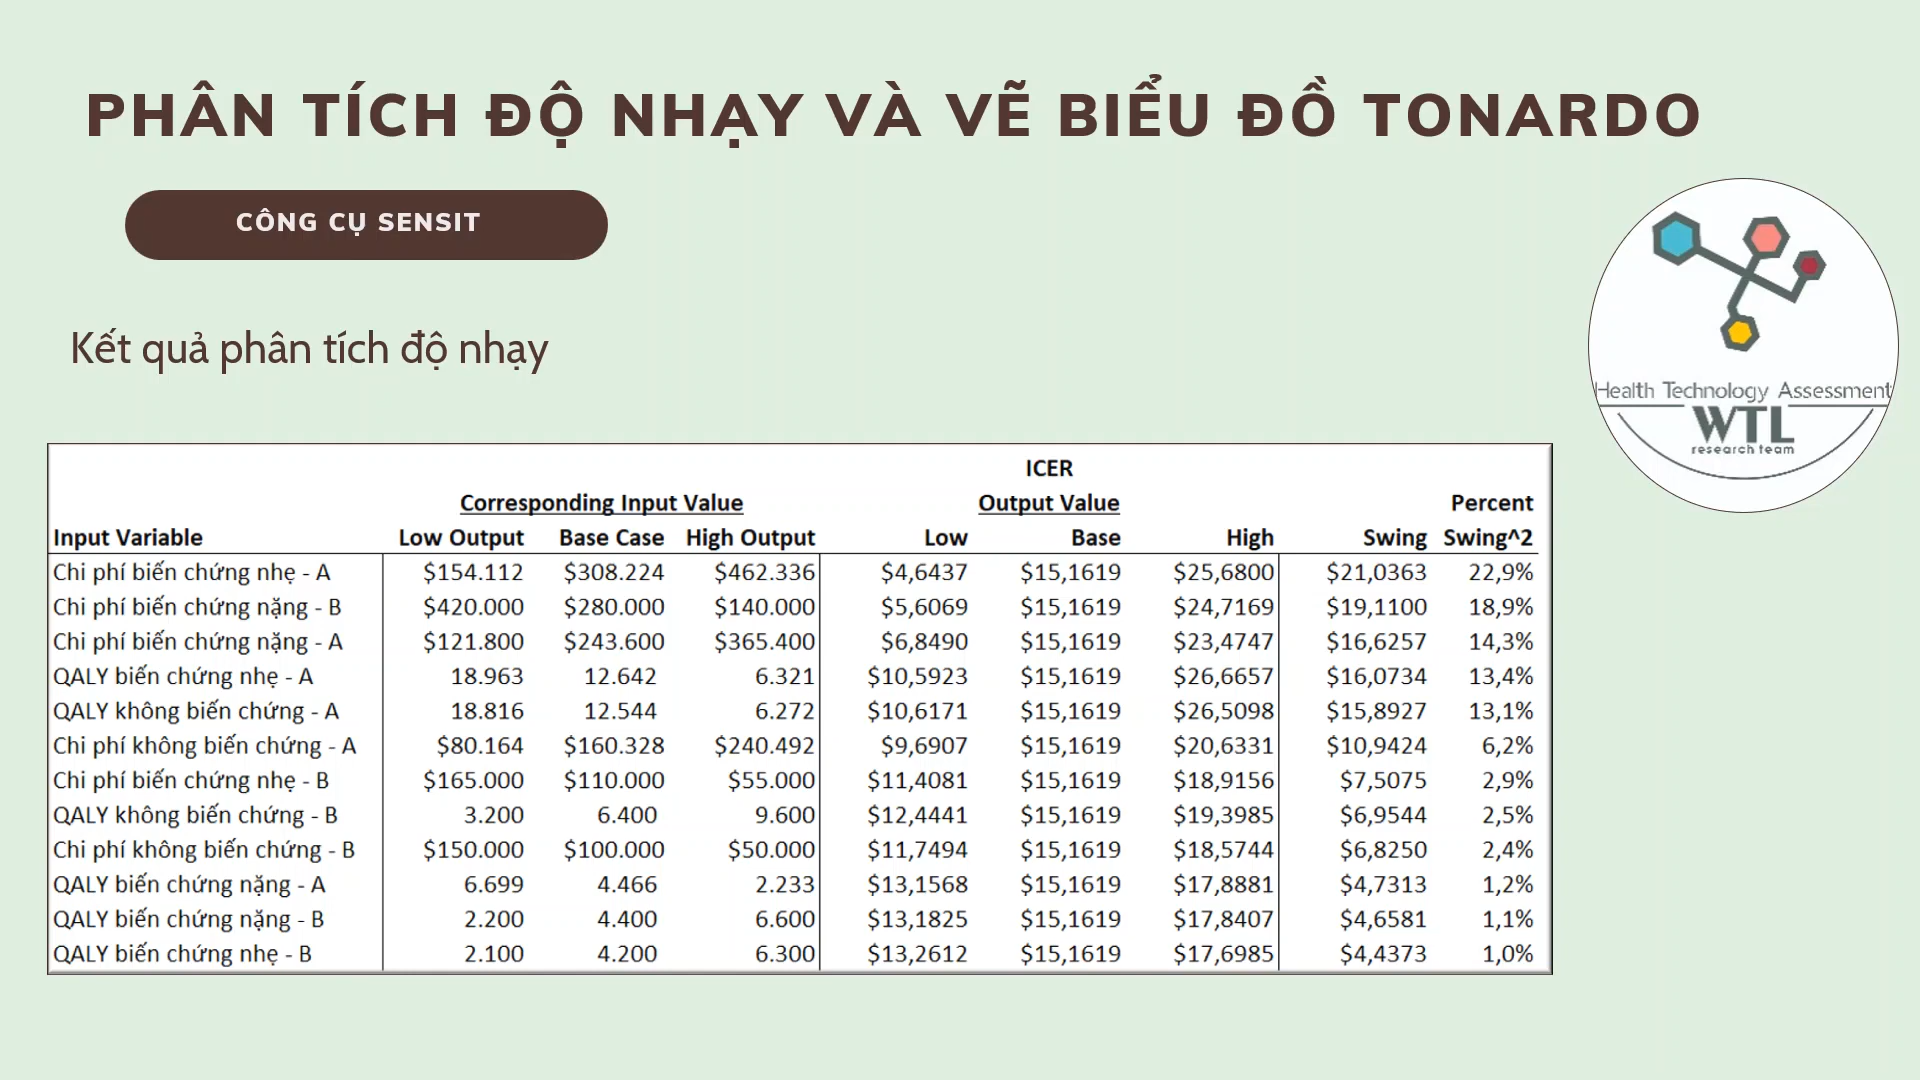 PHÂN TÍCH ĐỘ NHẠY VÀ VẼ BIỂU ĐỒ TONARDO
CÔNG CỤ SENSIT
Kết quả phân tích độ nhạy
Health Technology Assessment
WTL
research team
ICER
Corresponding Input Value Output Value Percent
Input Variable Low Output Base Case High Output Low Base High Swing Swing^2
Chi phí biến chứng nhẹ - A $154.112 $308.224 $462.336 $4,6437 $15,1619 $25,6800 $21,0363 22,9%
Chi phí biến chứng nặng - B $420.000 $280.000 $140.000 $5,6069 $15,1619 $24,7169 $19,1100 18,9%
Chi phí biến chứng nặng - A $121.800 $243.600 $365.400 $6,8490 $15,1619 $23,4747 $16,6257 14,3%
QALY biến chứng nhẹ - A 18.963 12.642 6.321 $10,5923 $15,1619 $26,6657 $16,0734 13,4%
QALY không biến chứng - A 18.816 12.544 6.272 $10,6171 $15,1619 $26,5098 $15,8927 13,1%
Chi phí không biến chứng - A $80.164 $160.328 $240.492 $9,6907 $15,1619 $20,6331 $10,9424 6,2%
Chi phí biến chứng nhẹ - B $165.000 $110.000 $55.000 $11,4081 $15,1619 $18,9156 $7,5075 2,9%
QALY không biến chứng - B 3.200 6.400 9.600 $12,4441 $15,1619 $19,3985 $6,9544 2,5%
Chi phí không biến chứng - B $150.000 $100.000 $50.000 $11,7494 $15,1619 $18,5744 $6,8250 2,4%
QALY biến chứng nặng - A 6.699 4.466 2.233 $13,1568 $15,1619 $17,8881 $4,7313 1,2%
QALY biến chứng nặng - B 2.200 4.400 6.600 $13,1825 $15,1619 $17,8407 $4,6581 1,1%
QALY biến chứng nhẹ - B 2.100 4.200 6.300 $13,2612 $15,1619 $17,6985 $4,4373 1,0%